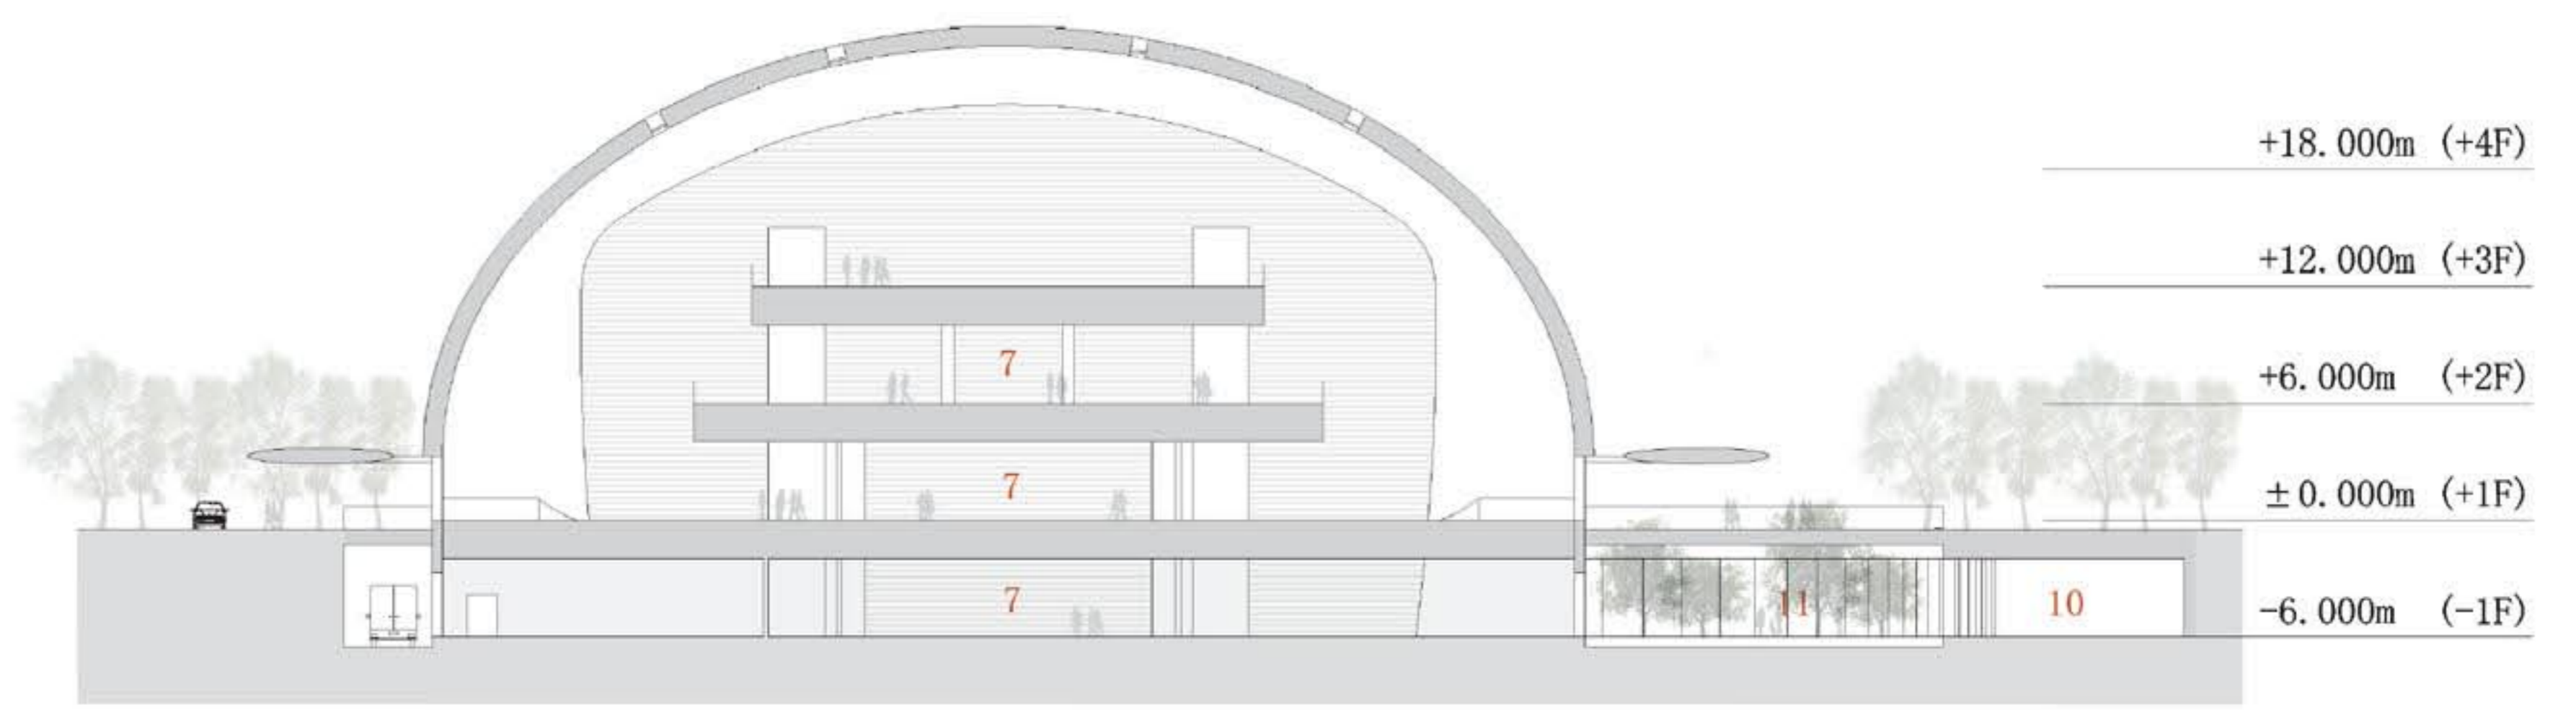 +18.000m (+4F)
+12.000m (+3F)
7
+6.000m (+2F)
7
±0.000m (+1F)
7
11
10
-6.000m (-1F)